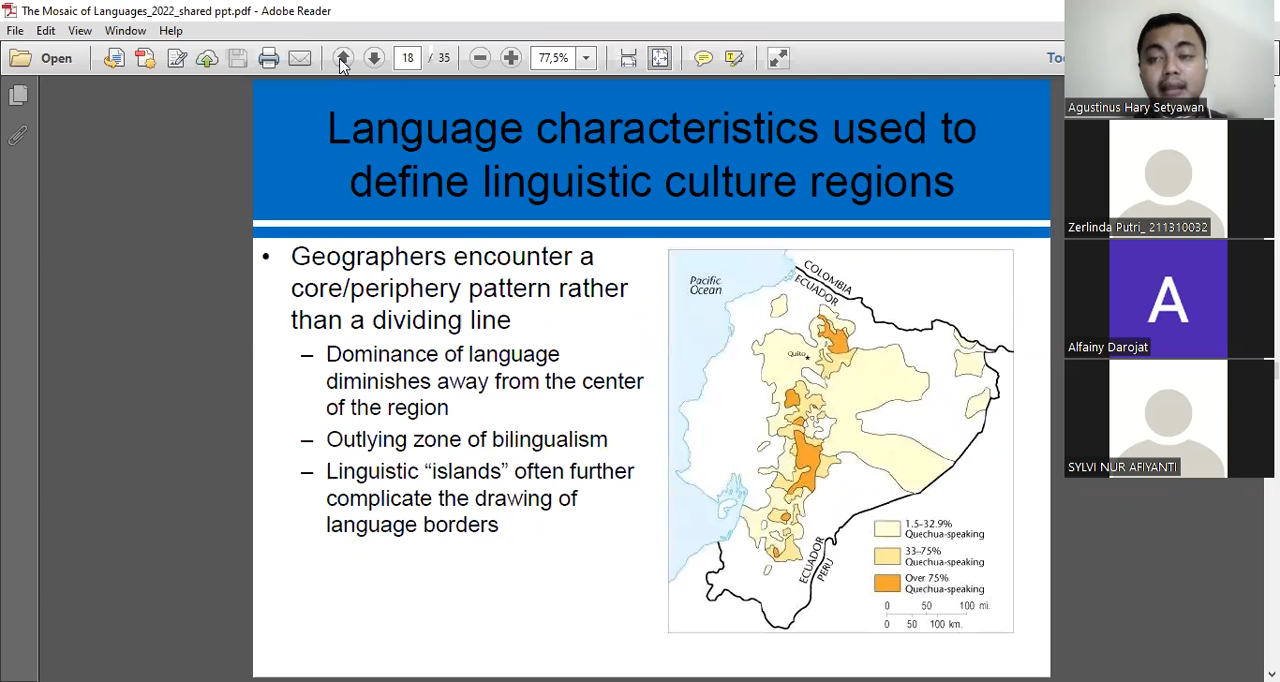 The Mosaic of Languages_2022_shared ppt.pdf - Adobe Reader
File Edit View Window Help
Open
18 / 35
77,5%
Too
Language characteristics used to
define linguistic culture regions
• Geographers encounter a
core/periphery pattern rather
than a dividing line
– Dominance of language
diminishes away from the center
of the region
– Outlying zone of bilingualism
– Linguistic “islands” often further
complicate the drawing of
language borders
Pacific
Ocean
COLOMBIA
ECUADOR
Quito
ECUADOR
PERU
1.5–32.9%
Quechua-speaking
33–75%
Quechua-speaking
Over 75%
Quechua-speaking
0 50 100 mi.
0 50 100 km.
Agustinus Hary Setyawan
Zerlinda Putri_ 211310032
A
Alfainy Darojat
SYLVI NUR AFIYANTI